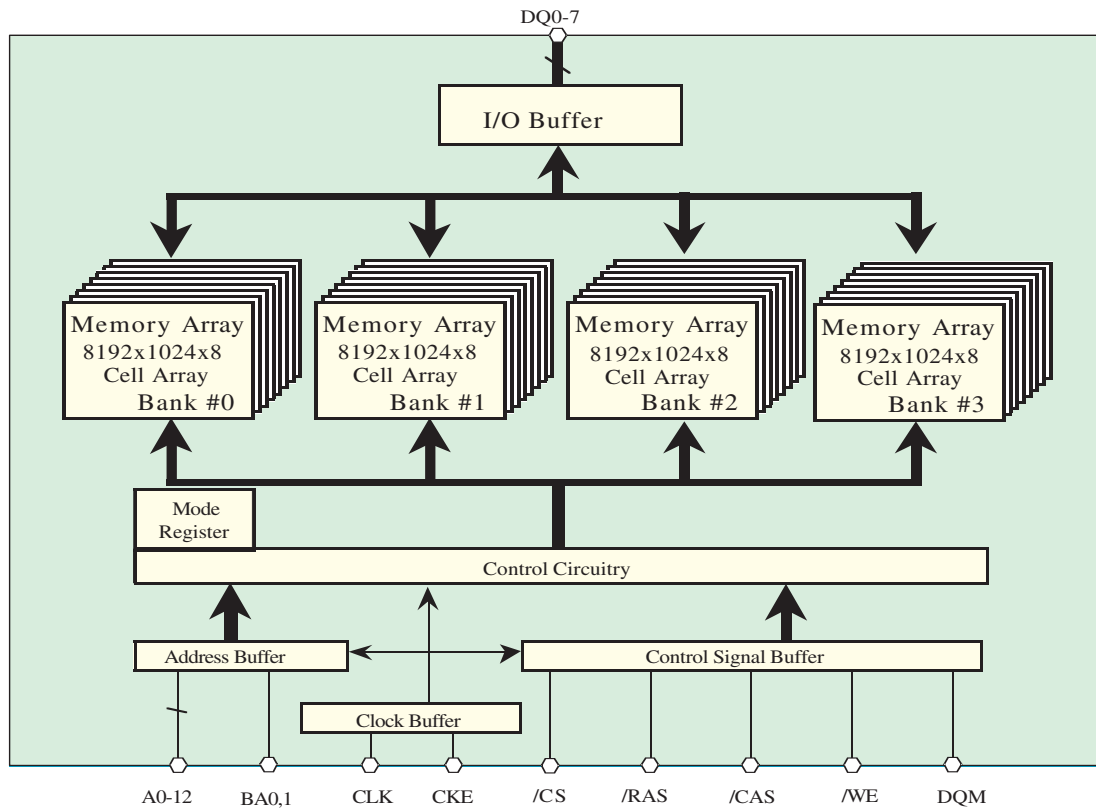 DQ0-7
I/O Buffer
Memory Array
8192x1024x8
Cell Array
Bank #0
Memory Array
8192x1024x8
Cell Array
Bank #1
Memory Array
8192x1024x8
Cell Array
Bank #2
Memory Array
8192x1024x8
Cell Array
Bank #3
Mode
Register
Control Circuitry
Address Buffer
Control Signal Buffer
Clock Buffer
A0-12
BA0,1
CLK
CKE
/CS
/RAS
/CAS
/WE
DQM